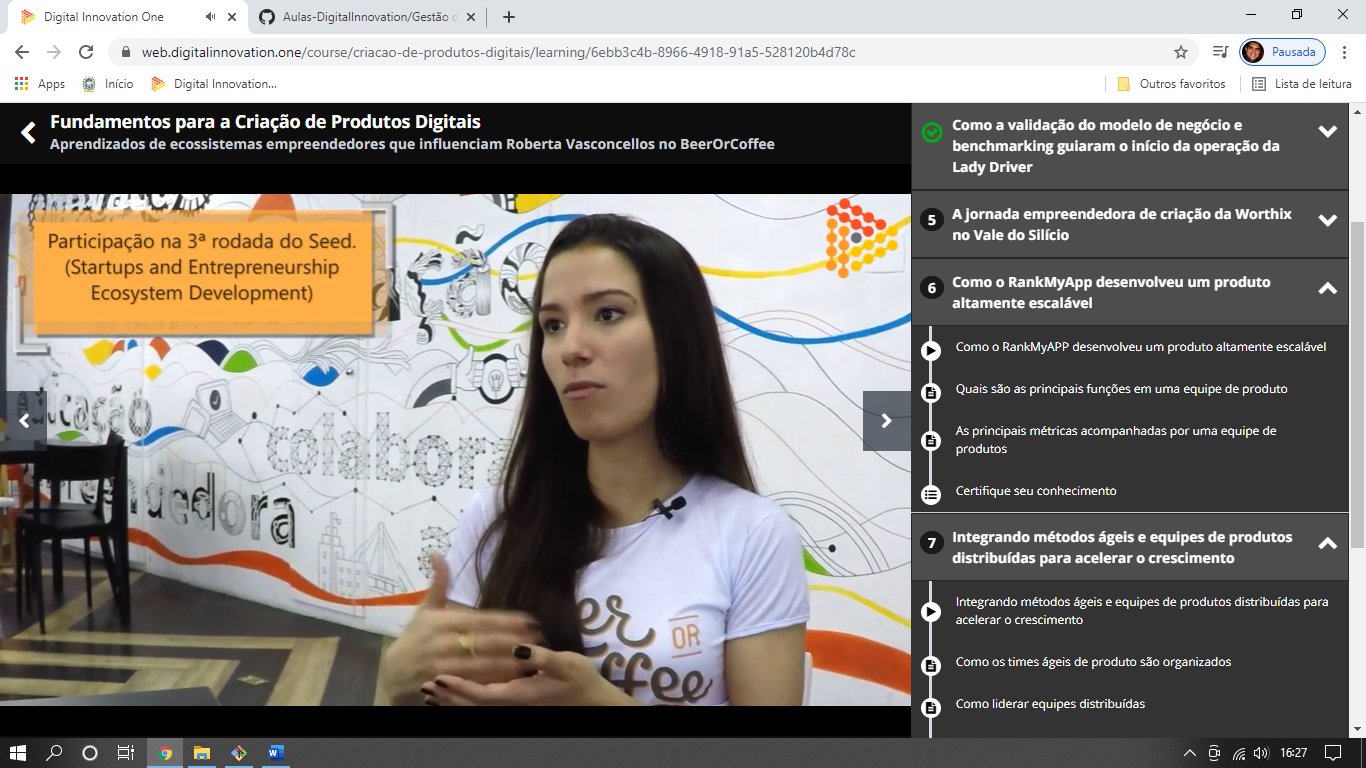 Digital Innovation One
Aulas-DigitalInnovation/Gestão d
web.digitalinnovation.one/course/criacao-de-produtos-digitais/learning/6ebb3c4b-8966-4918-91a5-528120b4d78c
Pausada
Apps
Início
Digital Innovation...
Outros favoritos
Lista de leitura
Fundamentos para a Criação de Produtos Digitais
Aprendizados de ecossistemas empreendedores que influenciam Roberta Vasconcellos no BeerOrCoffee
Participação na 3ª rodada do Seed.
(Startups and Entrepreneurship
Ecosystem Development)
ção
ducação
colabora
uedora
eer
OR
ffee
Como a validação do modelo de negócio e
benchmarking guiaram o início da operação da
Lady Driver
5
A jornada empreendedora de criação da Worthix
no Vale do Silício
6
Como o RankMyApp desenvolveu um produto
altamente escalável
Como o RankMyAPP desenvolveu um produto altamente escalável
Quais são as principais funções em uma equipe de produto
As principais métricas acompanhadas por uma equipe de
produtos
Certifique seu conhecimento
7
Integrando métodos ágeis e equipes de produtos
distribuídas para acelerar o crescimento
Integrando métodos ágeis e equipes de produtos distribuídas para
acelerar o crescimento
Como os times ágeis de produto são organizados
Como liderar equipes distribuídas
16:27